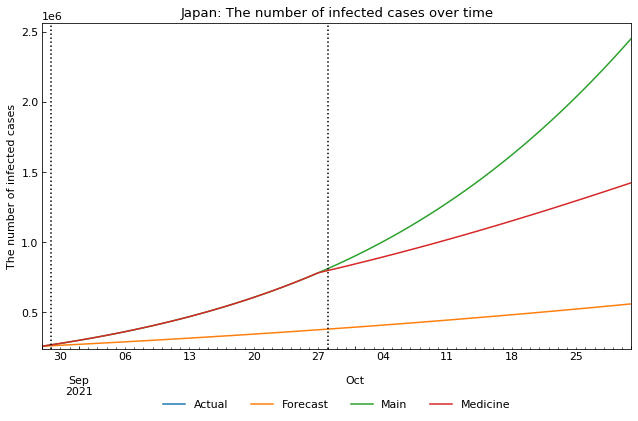 Japan: The number of infected cases over time
1e6
2.5
2.0
1.5
1.0
0.5
The number of infected cases
30 06 13 20 27 04 11 18 25
Sep Oct
2021
Actual Forecast Main Medicine